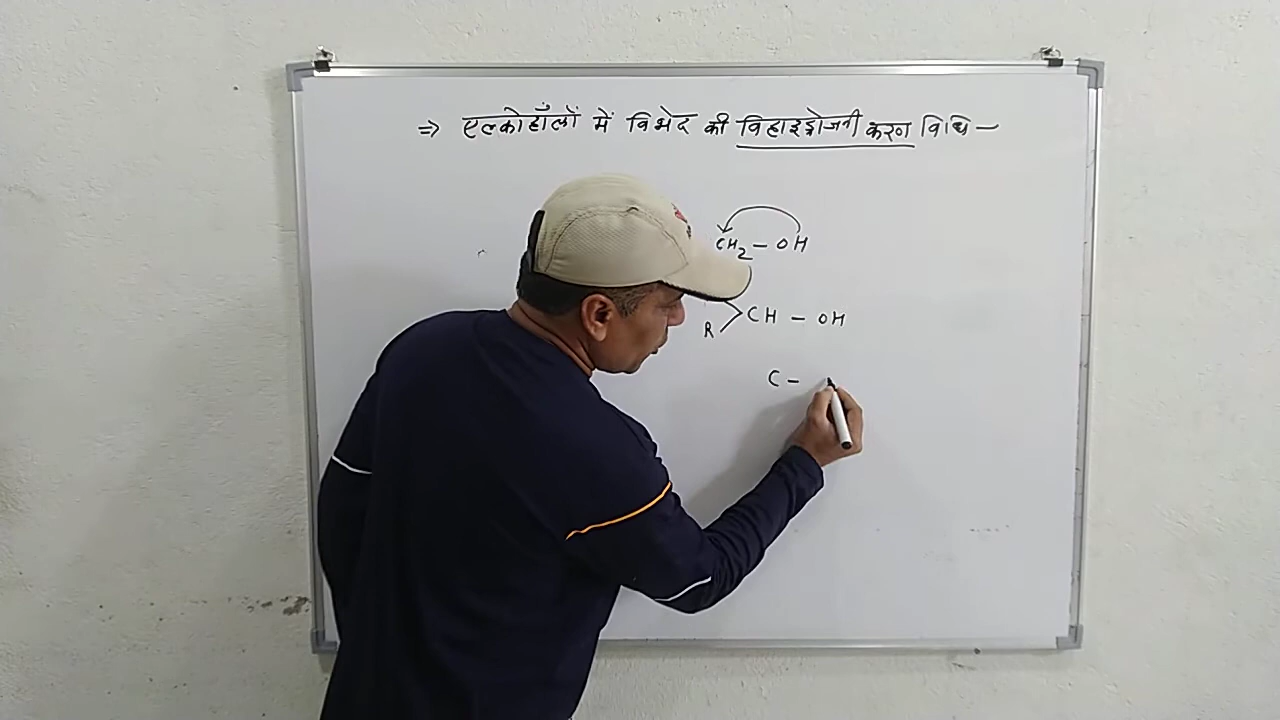 ⇒ एल्कोहॉलों में विभेद की विहाइड्रोजनीकरण विधि –
CH₂ – OH
R > CH – OH
C –